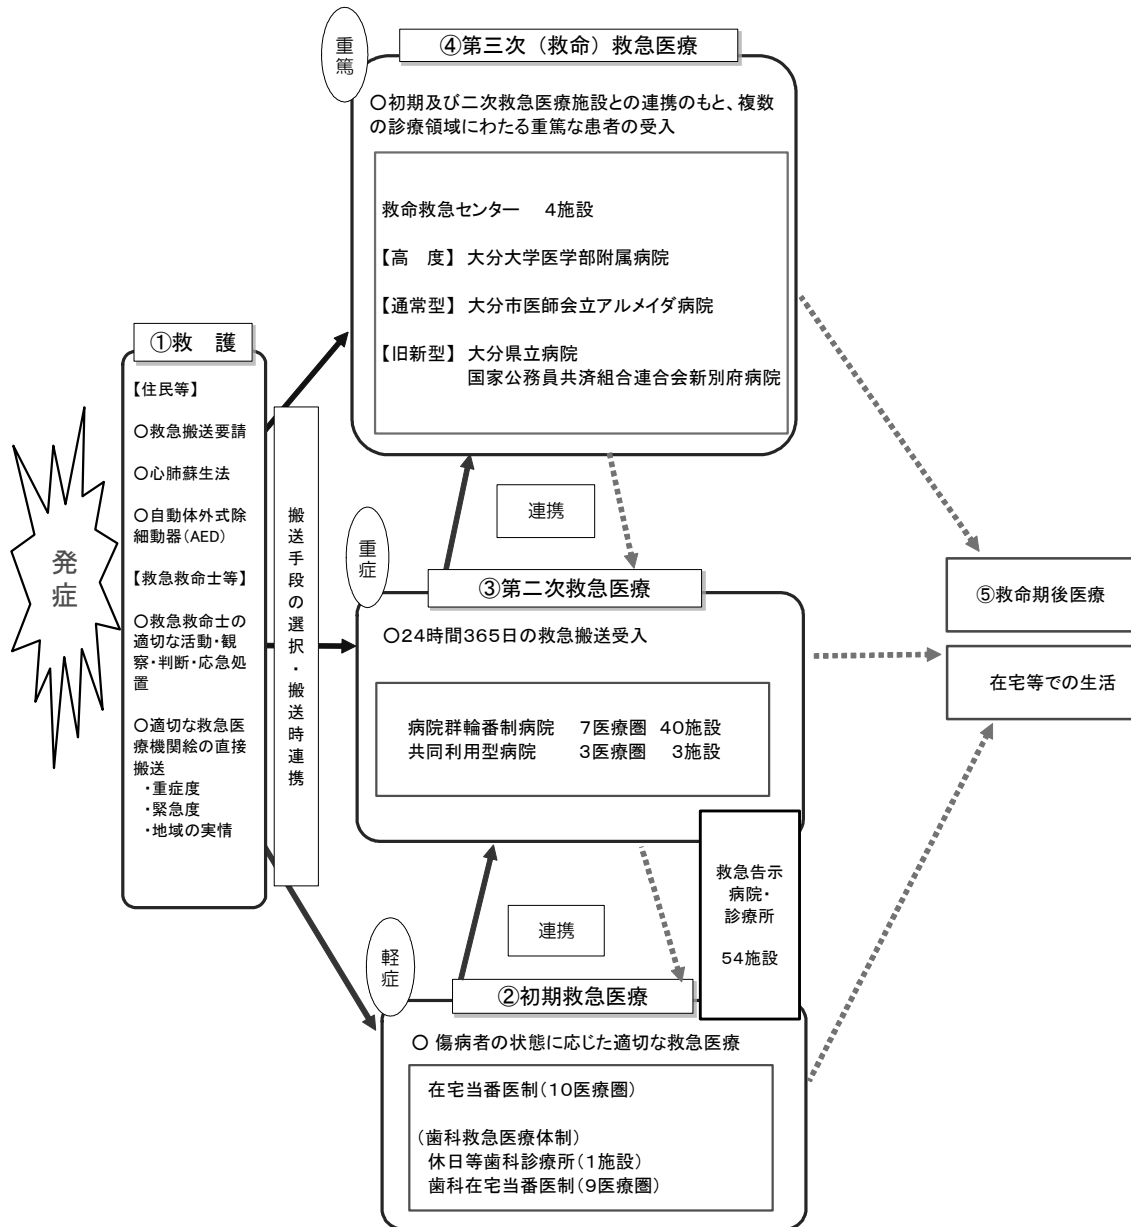 重篤
④第三次（救命）救急医療
○初期及び二次救急医療施設との連携のもと、複数
の診療領域にわたる重篤な患者の受入
救命救急センター　4施設
【高　度】 大分大学医学部附属病院
【通常型】 大分市医師会立アルメイダ病院
【旧新型】 大分県立病院
国家公務員共済組合連合会新別府病院
①救　護
【住民等】
○救急搬送要請
○心肺蘇生法
○自動体外式除
細動器（AED）
【救急救命士等】
○救急救命士の
適切な活動・観
察・判断・応急処
置
○適切な救急医
療機関絵の直接
搬送
・重症度
・緊急度
・地域の実情
発症
搬送手段の選択・搬送時連携
連携
重症
③第二次救急医療
○24時間365日の救急搬送受入
病院群輪番制病院　7医療圏　40施設
共同利用型病院　3医療圏　3施設
救急告示
病院・
診療所
54施設
連携
軽症
②初期救急医療
○ 傷病者の状態に応じた適切な救急医療
在宅当番医制（10医療圏）
（歯科救急医療体制）
休日等歯科診療所（1施設）
歯科在宅当番医制（9医療圏）
⑤救命期後医療
在宅等での生活